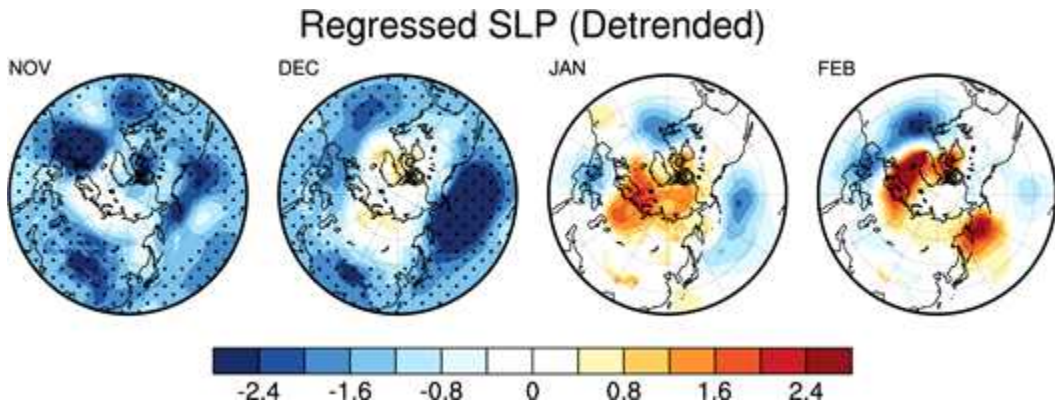 Regressed SLP (Detrended)
NOV DEC JAN FEB
-2.4 -1.6 -0.8 0 0.8 1.6 2.4